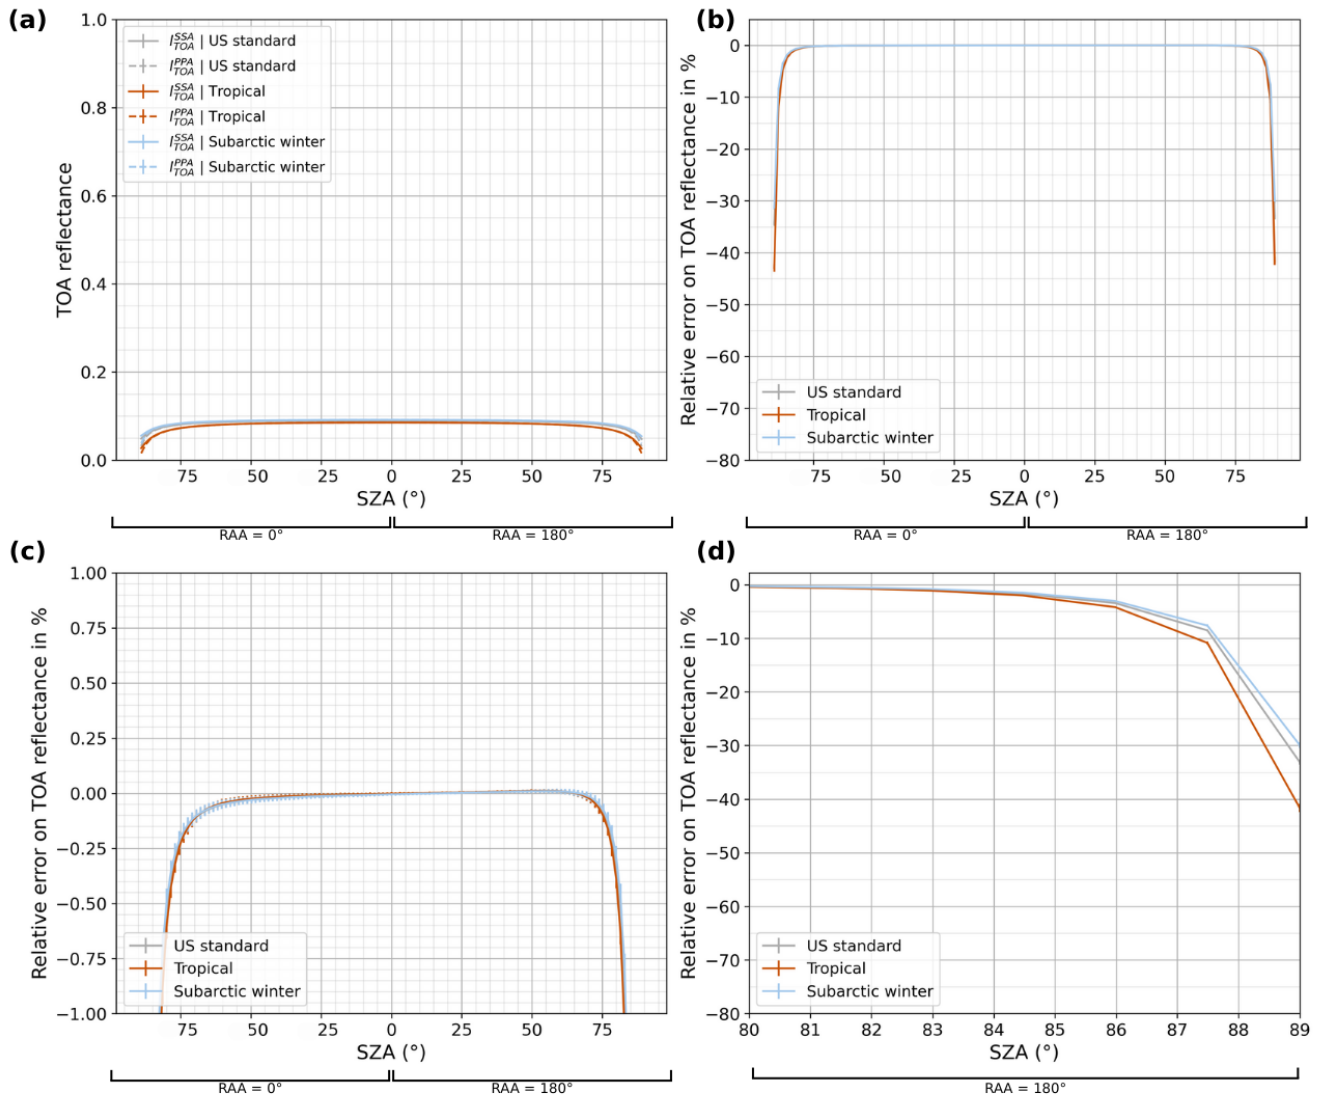 (a)
1.0
0.8
0.6
0.4
0.2
0.0
TOA reflectance
I_TOA^SSA | US standard
I_TOA^PPA | US standard
I_TOA^SSA | Tropical
I_TOA^PPA | Tropical
I_TOA^SSA | Subarctic winter
I_TOA^PPA | Subarctic winter
75 50 25 0 25 50 75
SZA (°)
RAA = 0° RAA = 180°
(b)
0
−10
−20
−30
−40
−50
−60
−70
−80
Relative error on TOA reflectance in %
US standard
Tropical
Subarctic winter
75 50 25 0 25 50 75
SZA (°)
RAA = 0° RAA = 180°
(c)
1.00
0.75
0.50
0.25
0.00
−0.25
−0.50
−0.75
−1.00
Relative error on TOA reflectance in %
US standard
Tropical
Subarctic winter
75 50 25 0 25 50 75
SZA (°)
RAA = 0° RAA = 180°
(d)
0
−10
−20
−30
−40
−50
−60
−70
−80
Relative error on TOA reflectance in %
US standard
Tropical
Subarctic winter
80 81 82 83 84 85 86 87 88 89
SZA (°)
RAA = 180°